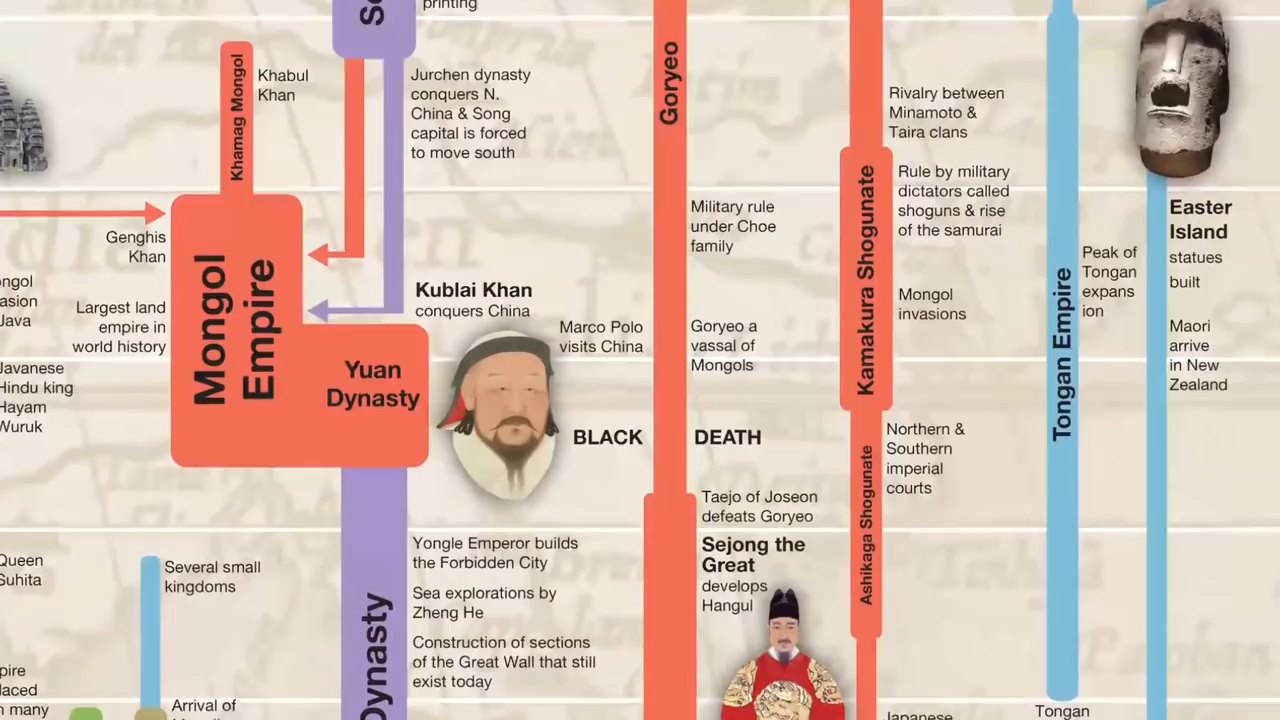 printing
So
Khamag Mongol
Khabul
Khan
Jurchen dynasty
conquers N.
China & Song
capital is forced
to move south
Goryeo
Rivalry between
Minamoto &
Taira clans
Kamakura Shogunate
Rule by military
dictators called
shoguns & rise
of the samurai
Easter
Island
statues
built
Military rule
under Choe
family
Genghis
Khan
Mongol
Empire
Peak of
Tongan
expans
ion
Tongan Empire
ongol
asion
Java
Largest land
empire in
world history
Kublai Khan
conquers China
Mongol
invasions
Marco Polo
visits China
Goryeo a
vassal of
Mongols
Maori
arrive
in New
Zealand
Javanese
Hindu king
Hayam
Wuruk
Yuan
Dynasty
BLACK DEATH
Northern &
Southern
imperial
courts
Ashikaga Shogunate
Taejo of Joseon
defeats Goryeo
Sejong the
Great
develops
Hangul
Queen
Suhita
Several small
kingdoms
Dynasty
Yongle Emperor builds
the Forbidden City
Sea explorations by
Zheng He
Construction of sections
of the Great Wall that still
exist today
pire
laced
n many
Arrival of
Japanese
Tongan